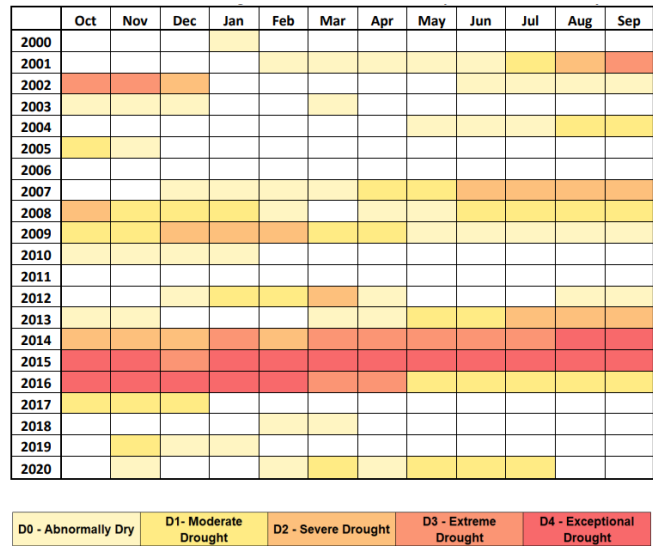 Oct Nov Dec Jan Feb Mar Apr May Jun Jul Aug Sep
2000
2001
2002
2003
2004
2005
2006
2007
2008
2009
2010
2011
2012
2013
2014
2015
2016
2017
2018
2019
2020
D0 - Abnormally Dry
D1- Moderate
Drought
D2 - Severe Drought
D3 - Extreme
Drought
D4 - Exceptional
Drought